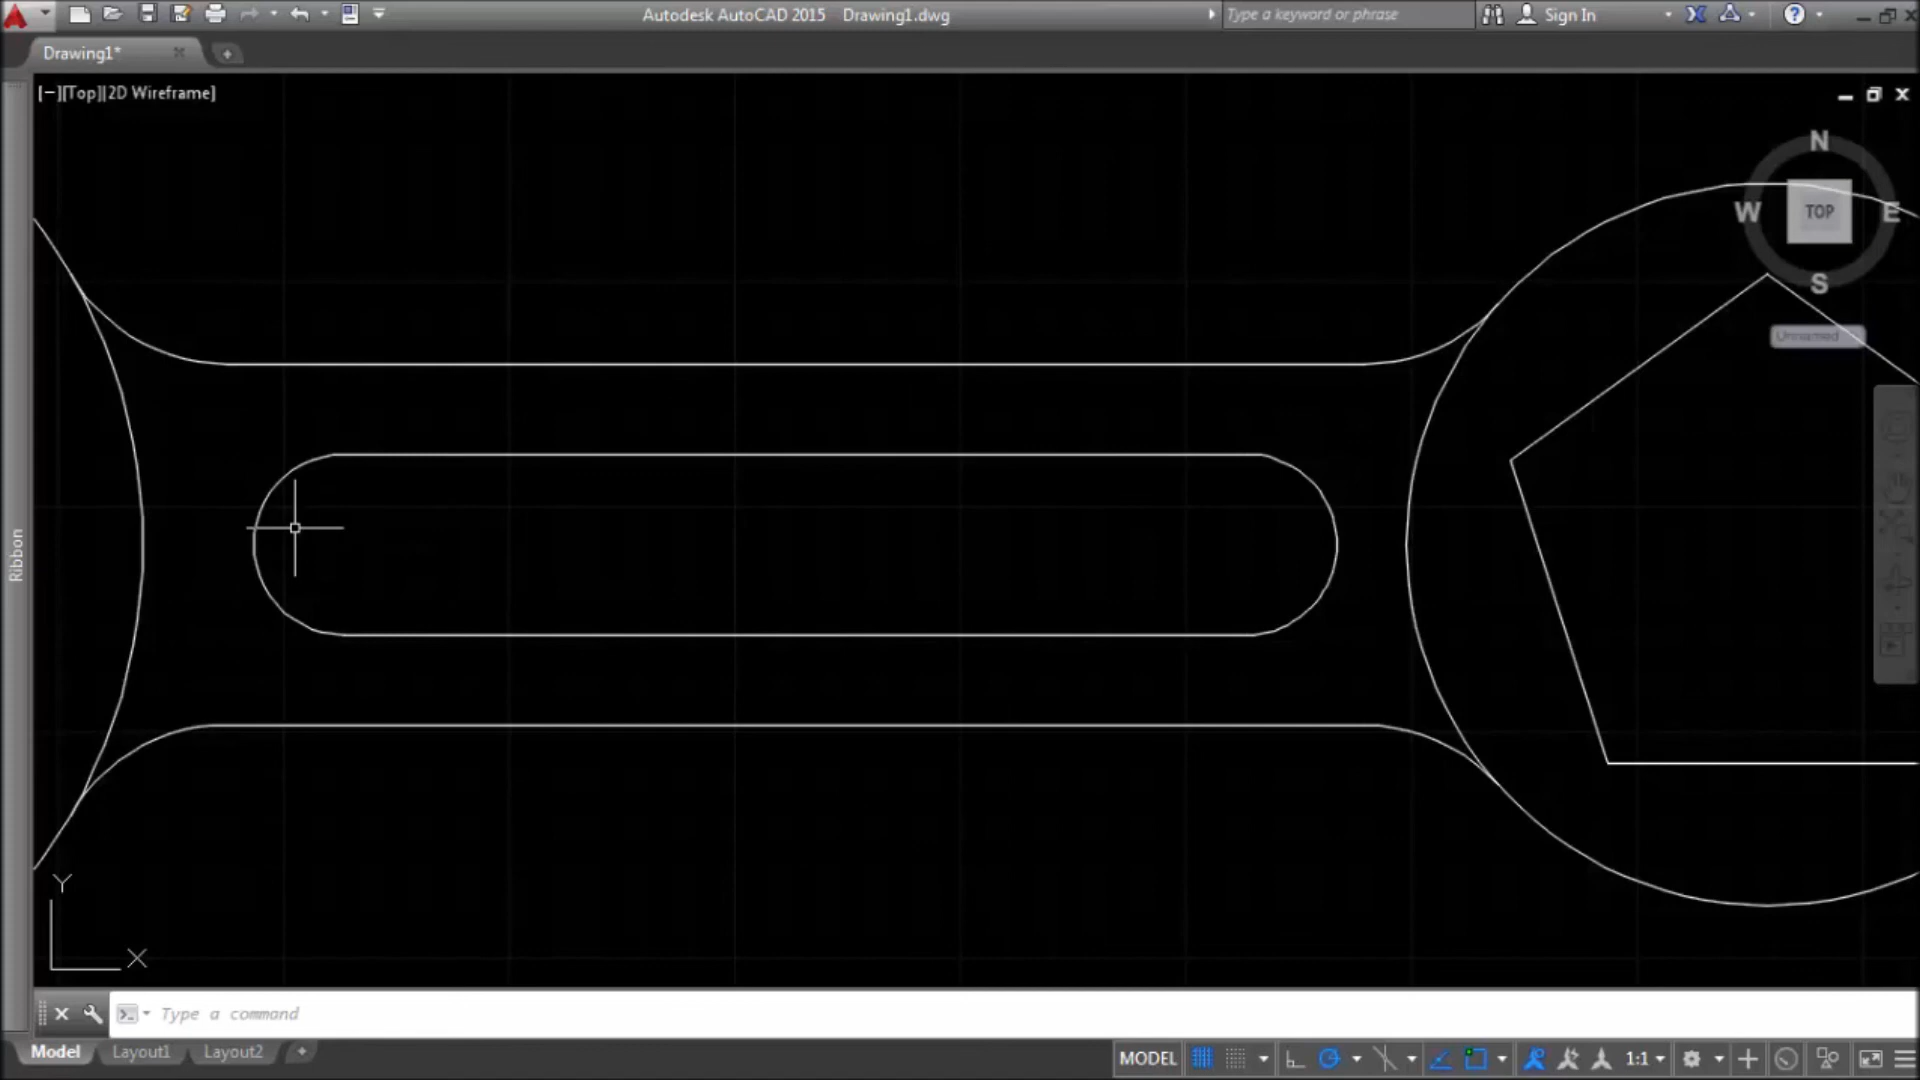 Autodesk AutoCAD 2015 Drawing1.dwg
Type a keyword or phrase
Sign In
Drawing1*
[−][Top][2D Wireframe]
N
W TOP E
S
Unnamed
Ribbon
Y
X
Type a command
Model Layout1 Layout2
MODEL
1:1